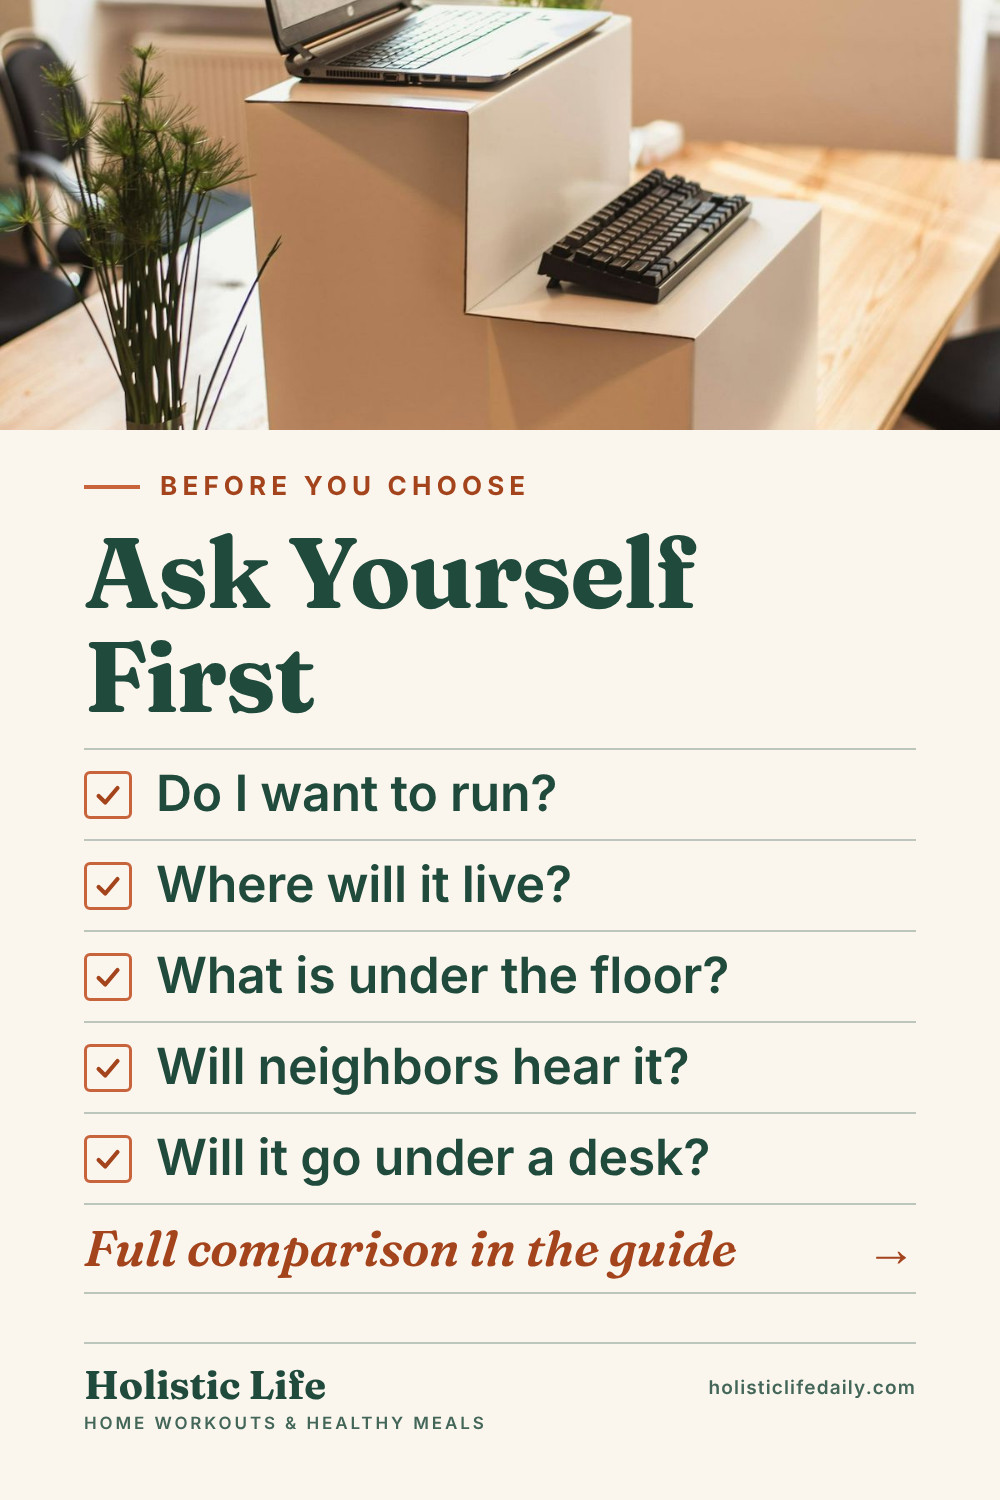 BEFORE YOU CHOOSE
Ask Yourself
First
Do I want to run?
Where will it live?
What is under the floor?
Will neighbors hear it?
Will it go under a desk?
Full comparison in the guide →
Holistic Life
holisticlifedaily.com
HOME WORKOUTS & HEALTHY MEALS